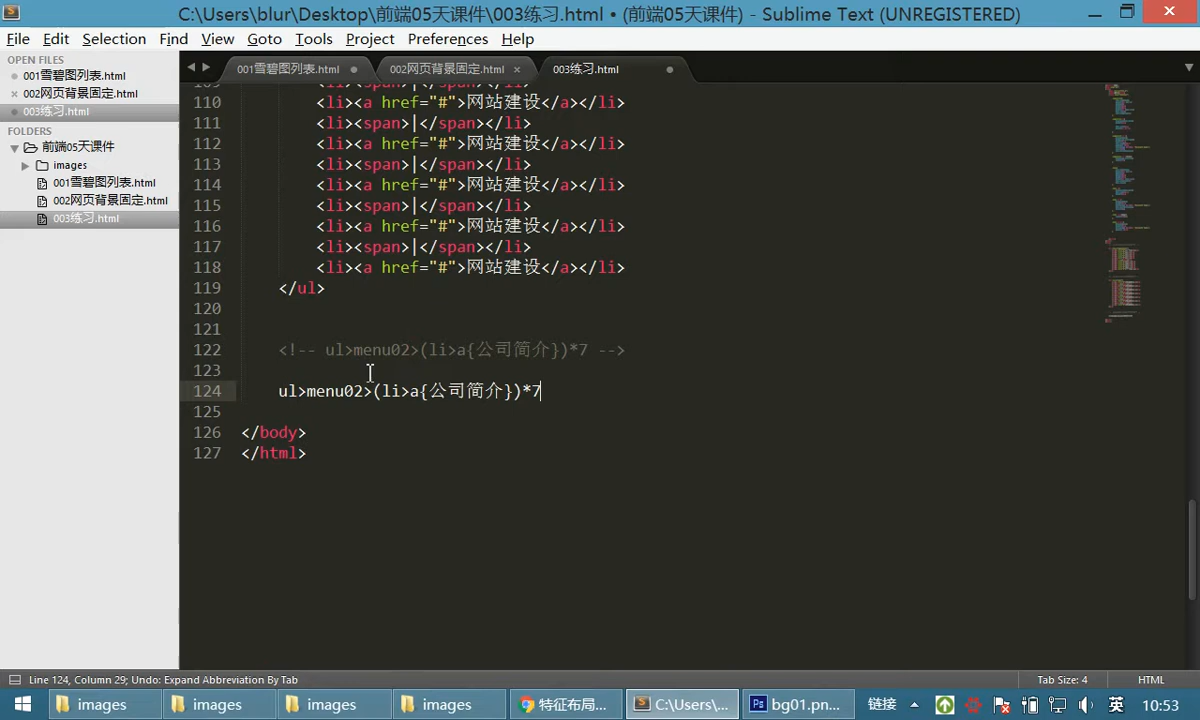 C:\Users\blur\Desktop\前端05天课件\003练习.html • (前端05天课件) - Sublime Text (UNREGISTERED)
File Edit Selection Find View Goto Tools Project Preferences Help
OPEN FILES
001雪碧图列表.html
002网页背景固定.html
003练习.html
FOLDERS
前端05天课件
images
001雪碧图列表.html
002网页背景固定.html
003练习.html
001雪碧图列表.html 002网页背景固定.html 003练习.html
109 <li><span>|</span></li>
110 <li><a href="#">网站建设</a></li>
111 <li><span>|</span></li>
112 <li><a href="#">网站建设</a></li>
113 <li><span>|</span></li>
114 <li><a href="#">网站建设</a></li>
115 <li><span>|</span></li>
116 <li><a href="#">网站建设</a></li>
117 <li><span>|</span></li>
118 <li><a href="#">网站建设</a></li>
119 </ul>
120
121
122 <!-- ul>menu02>(li>a{公司简介})*7 -->
123
124 ul>menu02>(li>a{公司简介})*7
125
126 </body>
127 </html>
Line 124, Column 29; Undo: Expand Abbreviation By Tab Tab Size: 4 HTML
images images images images 特征布局... C:\Users\... bg01.pn... 链接 英 10:53